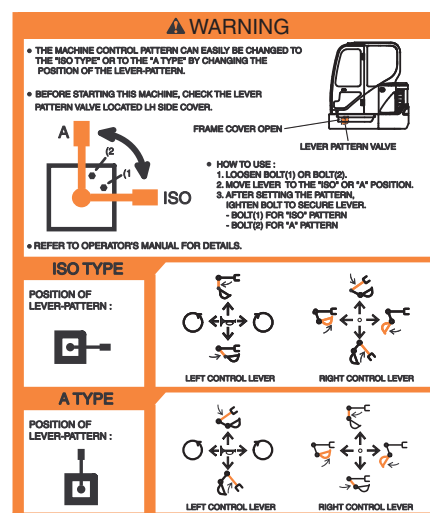 WARNING
• THE MACHINE CONTROL PATTERN CAN EASILY BE CHANGED TO
THE "ISO TYPE" OR TO THE "A TYPE" BY CHANGING THE
POSITION OF THE LEVER-PATTERN.
• BEFORE STARTING THIS MACHINE, CHECK THE LEVER
PATTERN VALVE LOCATED LH SIDE COVER.
FRAME COVER OPEN
LEVER PATTERN VALVE
A
(2
(1
ISO
• HOW TO USE :
1. LOOSEN BOLT(1) OR BOLT(2).
2. MOVE LEVER TO THE "ISO" OR "A" POSITION.
3. AFTER SETTING THE PATTERN,
IGHTEN BOLT TO SECURE LEVER.
- BOLT(1) FOR "ISO" PATTERN
- BOLT(2) FOR "A" PATTERN
• REFER TO OPERATOR'S MANUAL FOR DETAILS.
ISO TYPE
POSITION OF
LEVER-PATTERN :
LEFT CONTROL LEVER
RIGHT CONTROL LEVER
A TYPE
POSITION OF
LEVER-PATTERN :
LEFT CONTROL LEVER
RIGHT CONTROL LEVER